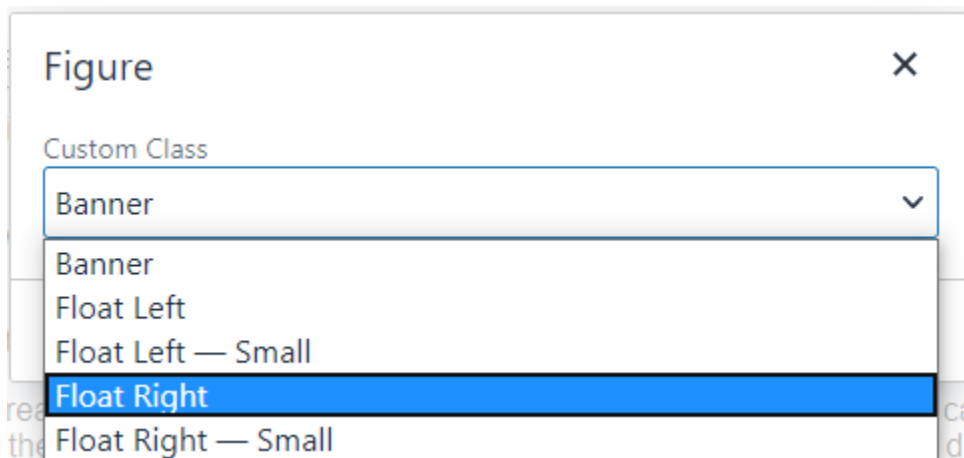 Figure
Custom Class
Banner
Banner
Float Left
Float Left — Small
Float Right
Float Right — Small